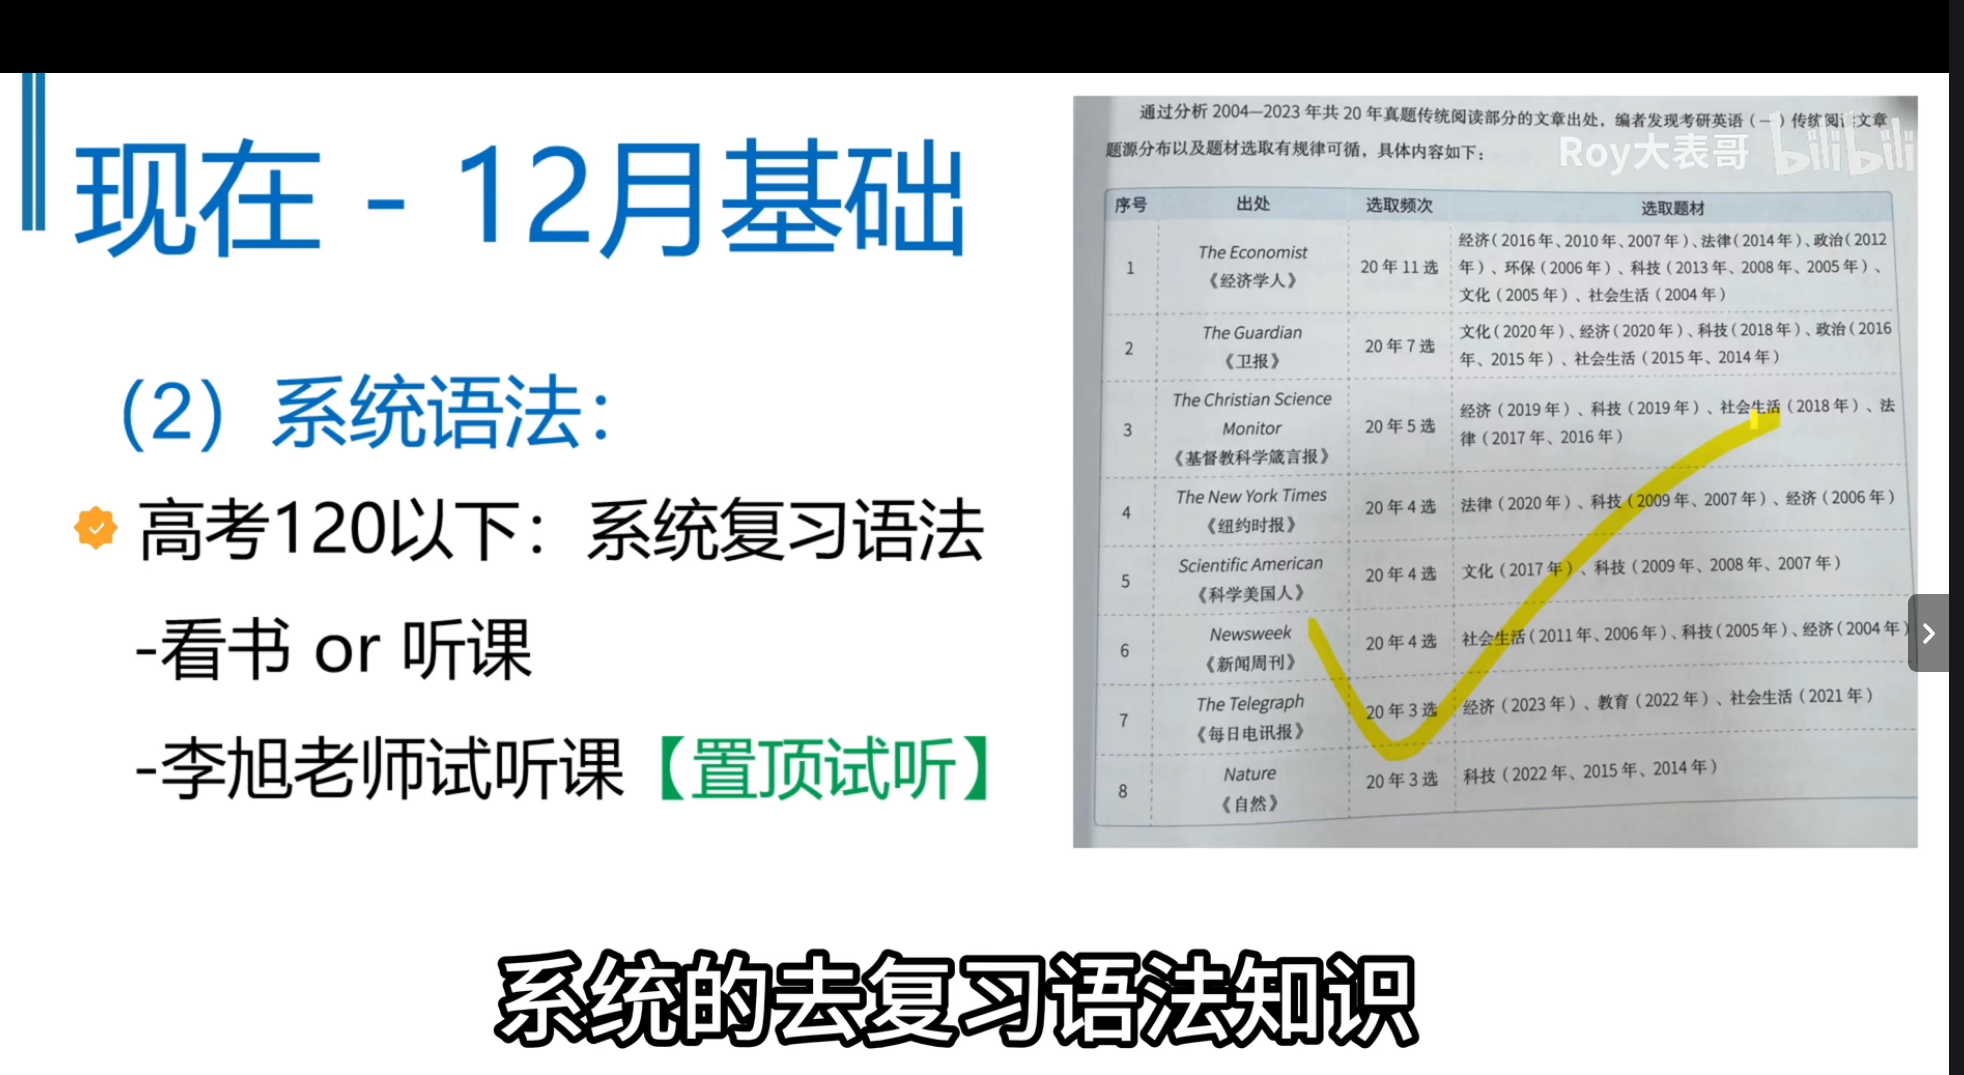 现在 - 12月基础
（2）系统语法：
高考120以下：系统复习语法
-看书 or 听课
-李旭老师试听课【置顶试听】
通过分析 2004—2023 年共 20 年真题传统阅读部分的文章出处，编者发现考研英语（一）传统阅读文章
题源分布以及题材选取有规律可循，具体内容如下：
Roy大表哥 bilibili
序号 出处 选取频次 选取题材
1 The Economist 《经济学人》 20 年 11 选 经济（2016 年、2010 年、2007 年）、法律（2014 年）、政治（2012
年）、环保（2006 年）、科技（2013 年、2008 年、2005 年）、
文化（2005 年）、社会生活（2004 年）
2 The Guardian 《卫报》 20 年 7 选 文化（2020 年）、经济（2020 年）、科技（2018 年）、政治（2016
年、2015 年）、社会生活（2015 年、2014 年）
3 The Christian Science Monitor 《基督教科学箴言报》 20 年 5 选 经济（2019 年）、科技（2019 年）、社会生活（2018 年）、法
律（2017 年、2016 年）
4 The New York Times 《纽约时报》 20 年 4 选 法律（2020 年）、科技（2009 年、2007 年）、经济（2006 年）
5 Scientific American 《科学美国人》 20 年 4 选 文化（2017 年）、科技（2009 年、2008 年、2007 年）
6 Newsweek 《新闻周刊》 20 年 4 选 社会生活（2011 年、2006 年）、科技（2005 年）、经济（2004 年）
7 The Telegraph 《每日电讯报》 20 年 3 选 经济（2023 年）、教育（2022 年）、社会生活（2021 年）
8 Nature 《自然》 20 年 3 选 科技（2022 年、2015 年、2014 年）
系统的去复习语法知识